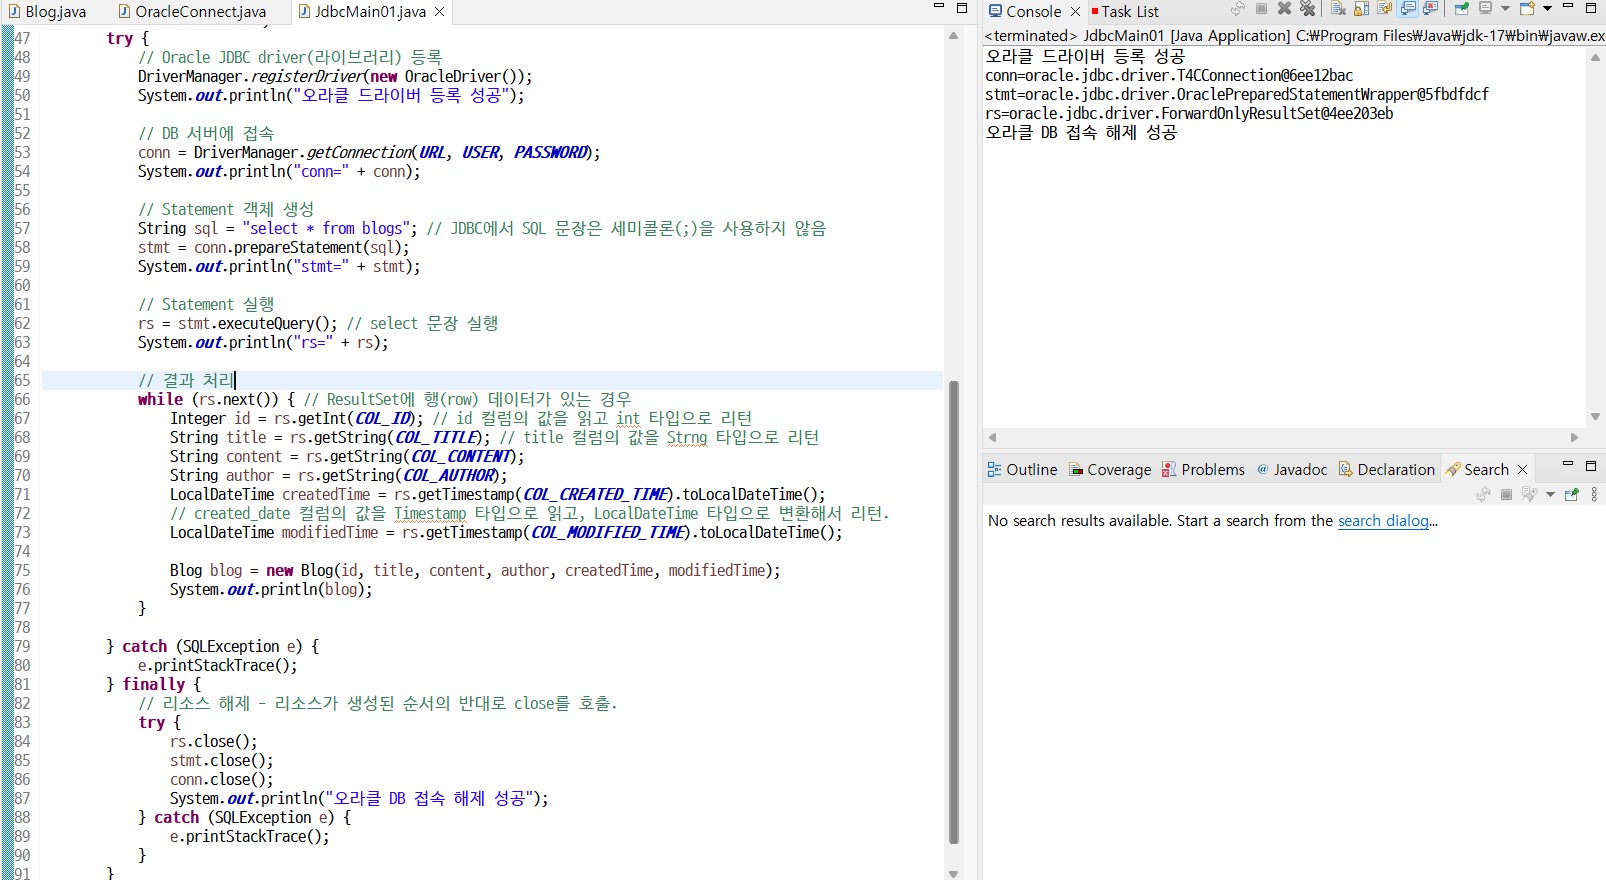 Blog.java OracleConnect.java JdbcMain01.java
47 try {
48 // Oracle JDBC driver(라이브러리) 등록
49 DriverManager.registerDriver(new OracleDriver());
50 System.out.println("오라클 드라이버 등록 성공");
51
52 // DB 서버에 접속
53 conn = DriverManager.getConnection(URL, USER, PASSWORD);
54 System.out.println("conn=" + conn);
55
56 // Statement 객체 생성
57 String sql = "select * from blogs"; // JDBC에서 SQL 문장은 세미콜론(;)을 사용하지 않음
58 stmt = conn.prepareStatement(sql);
59 System.out.println("stmt=" + stmt);
60
61 // Statement 실행
62 rs = stmt.executeQuery(); // select 문장 실행
63 System.out.println("rs=" + rs);
64
65 // 결과 처리
66 while (rs.next()) { // ResultSet에 행(row) 데이터가 있는 경우
67 Integer id = rs.getInt(COL_ID); // id 컬럼의 값을 읽고 int 타입으로 리턴
68 String title = rs.getString(COL_TITLE); // title 컬럼의 값을 Strng 타입으로 리턴
69 String content = rs.getString(COL_CONTENT);
70 String author = rs.getString(COL_AUTHOR);
71 LocalDateTime createdTime = rs.getTimestamp(COL_CREATED_TIME).toLocalDateTime();
72 // created_date 컬럼의 값을 Timestamp 타입으로 읽고, LocalDateTime 타입으로 변환해서 리턴.
73 LocalDateTime modifiedTime = rs.getTimestamp(COL_MODIFIED_TIME).toLocalDateTime();
74
75 Blog blog = new Blog(id, title, content, author, createdTime, modifiedTime);
76 System.out.println(blog);
77 }
78
79 } catch (SQLException e) {
80 e.printStackTrace();
81 } finally {
82 // 리소스 해제 - 리소스가 생성된 순서의 반대로 close를 호출.
83 try {
84 rs.close();
85 stmt.close();
86 conn.close();
87 System.out.println("오라클 DB 접속 해제 성공");
88 } catch (SQLException e) {
89 e.printStackTrace();
90 }
91 }
Console Task List
<terminated> JdbcMain01 [Java Application] C:₩Program Files₩Java₩jdk-17₩bin₩javaw.ex
오라클 드라이버 등록 성공
conn=oracle.jdbc.driver.T4CConnection@6ee12bac
stmt=oracle.jdbc.driver.OraclePreparedStatementWrapper@5fbdfdcf
rs=oracle.jdbc.driver.ForwardOnlyResultSet@4ee203eb
오라클 DB 접속 해제 성공
Outline Coverage Problems @ Javadoc Declaration Search
No search results available. Start a search from the search dialog...